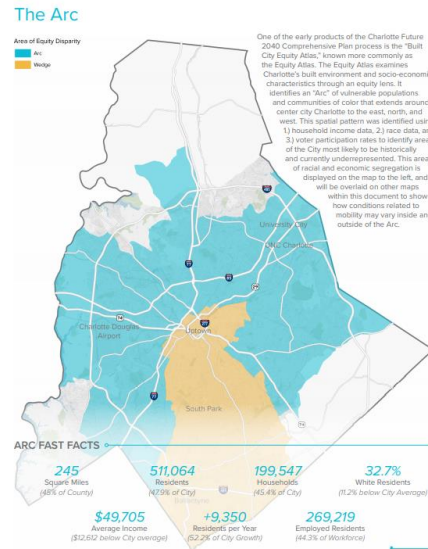 The Arc
Area of Equity Disparity
Arc
Wedge
One of the early products of the Charlotte Future
2040 Comprehensive Plan process is the "Built
City Equity Atlas," known more commonly as
the Equity Atlas. The Equity Atlas examines
Charlotte's built environment and socio-economi
characteristics through an equity lens. It
identifies an "Arc" of vulnerable populations
and communities of color that extends around
center city Charlotte to the east, north, and
west. This spatial pattern was identified usin
1.) household income data, 2.) race data, a
3.) voter participation rates to identify area
of the City most likely to be historically
and currently underrepresented. This area
of racial and economic segregation is
displayed on the map to the left, and
will be overlaid on other maps
within this document to show
how conditions related to
mobility may vary inside an
outside of the Arc.
University City
UNC Charlotte
Charlotte Douglas
Airport
Uptown
South Park
Ballantyne
ARC FAST FACTS
245
Square Miles
(45% of County)
511,064
Residents
(47.9% of City)
199,547
Households
(45.4% of City)
32.7%
White Residents
(11.2% below City Average)
$49,705
Average Income
($12,612 below City average)
+9,350
Residents per Year
(52.2% of City Growth)
269,219
Employed Residents
(44.3% of Workforce)